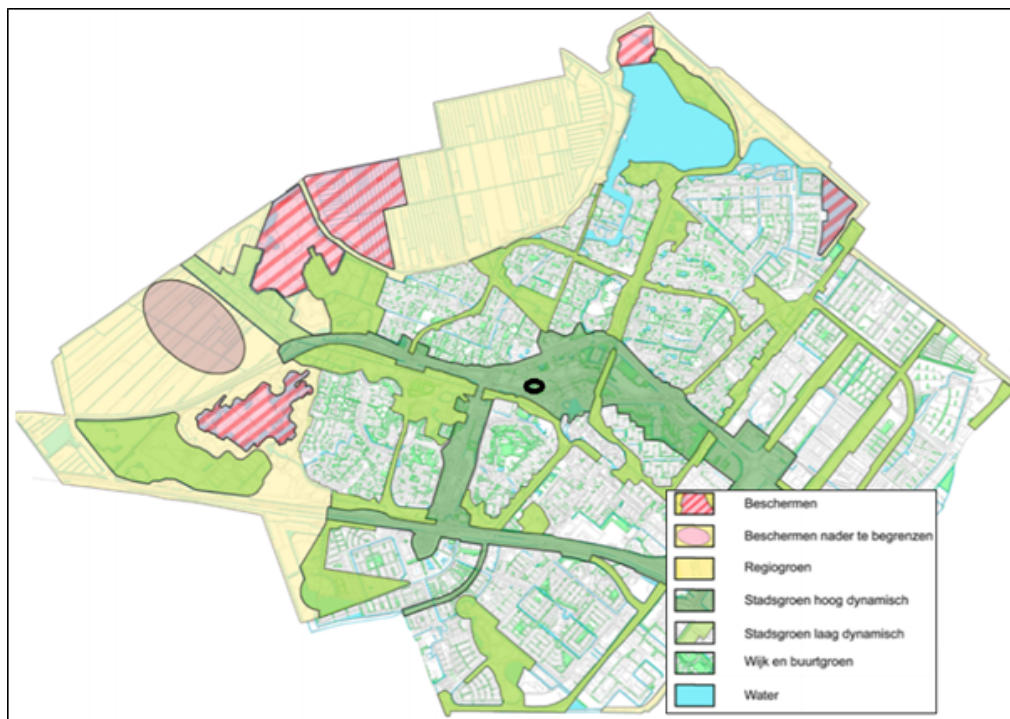 Beschermen
Beschermen nader te begrenzen
Regiogroen
Stadsgroen hoog dynamisch
Stadsgroen laag dynamisch
Wijk en buurtgroen
Water